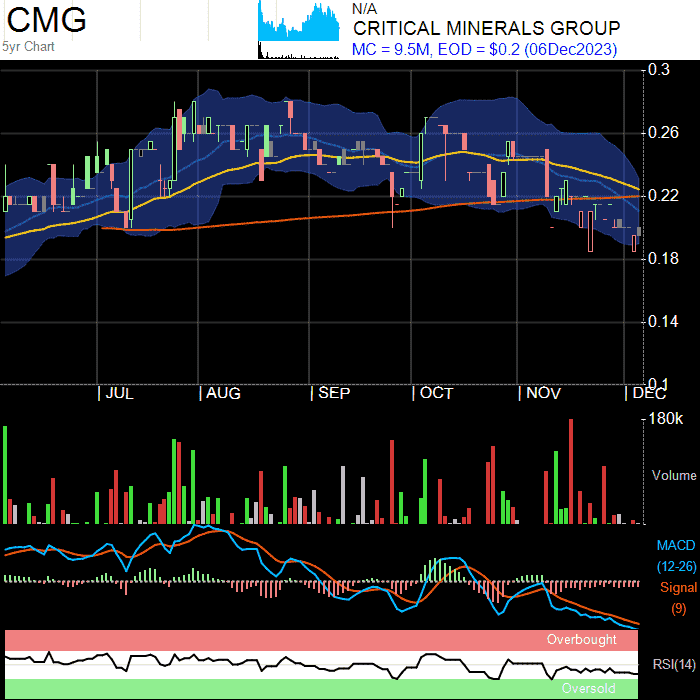 CMG
5yr Chart
N/A
CRITICAL MINERALS GROUP
MC = 9.5M, EOD = $0.2 (06Dec2023)
0.3
0.26
0.22
0.18
0.14
0.1
| JUL | AUG | SEP | OCT | NOV | DEC
180k
Volume
MACD
(12-26)
Signal
(9)
Overbought
RSI(14)
Oversold